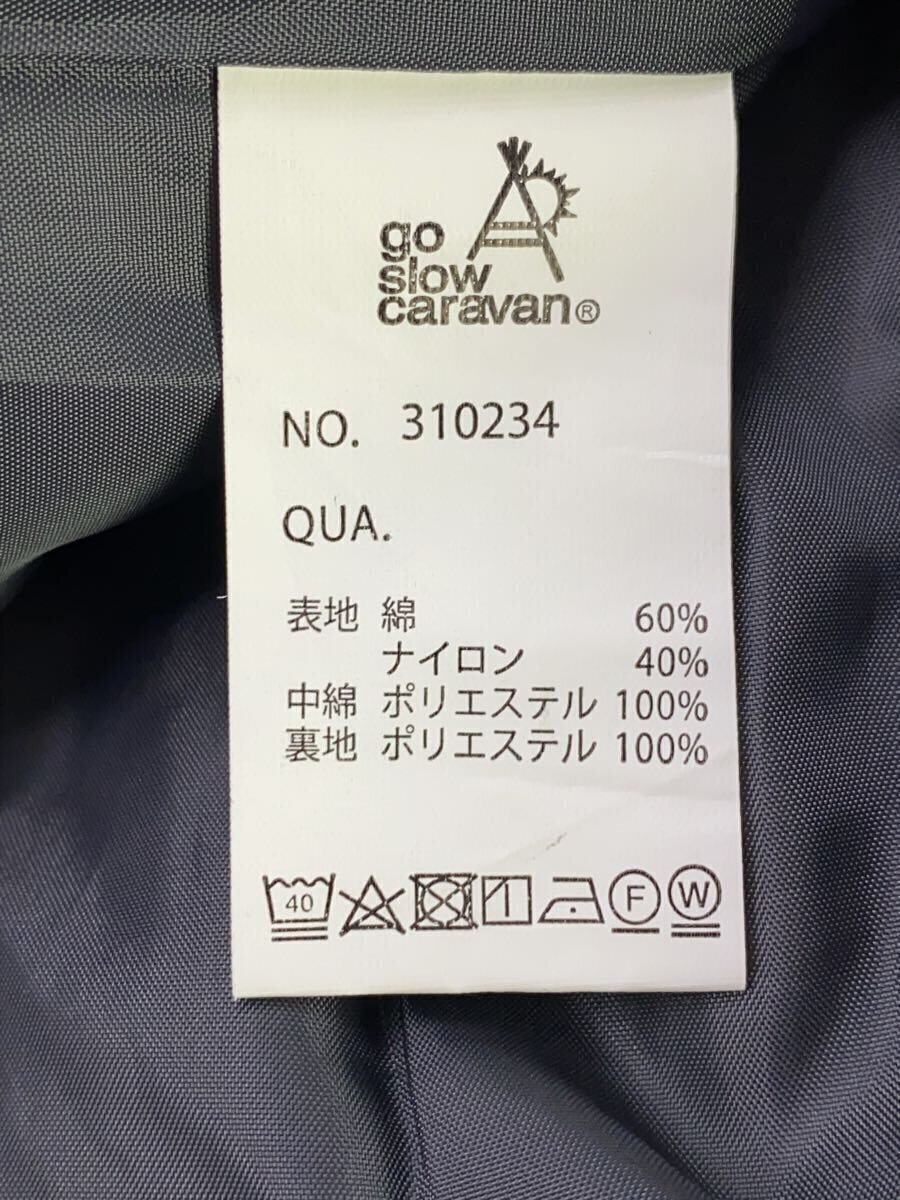 go
slow
caravan®
NO. 310234
QUA.
表地 綿 60%
ナイロン 40%
中綿 ポリエステル 100%
裏地 ポリエステル 100%
40 F W